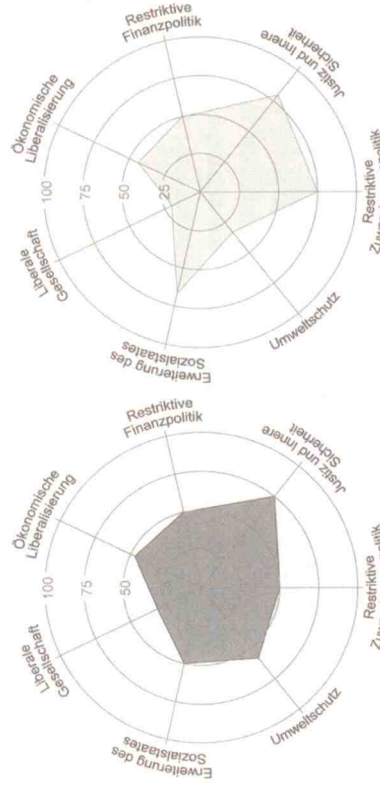 Restriktive
Finanzpolitik
Ökonomische
Liberalisierung
Justiz und Innere
Sicherheit
100
75
50
25
Liberale
Gesellschaft
Restriktive
Umweltschutz
Erweiterung des
Sozialstaates
Restriktive
Finanzpolitik
Ökonomische
Liberalisierung
Justiz und Innere
Sicherheit
100
75
50
Liberale
Gesellschaft
Restriktive
Umweltschutz
Erweiterung des
Sozialstaates